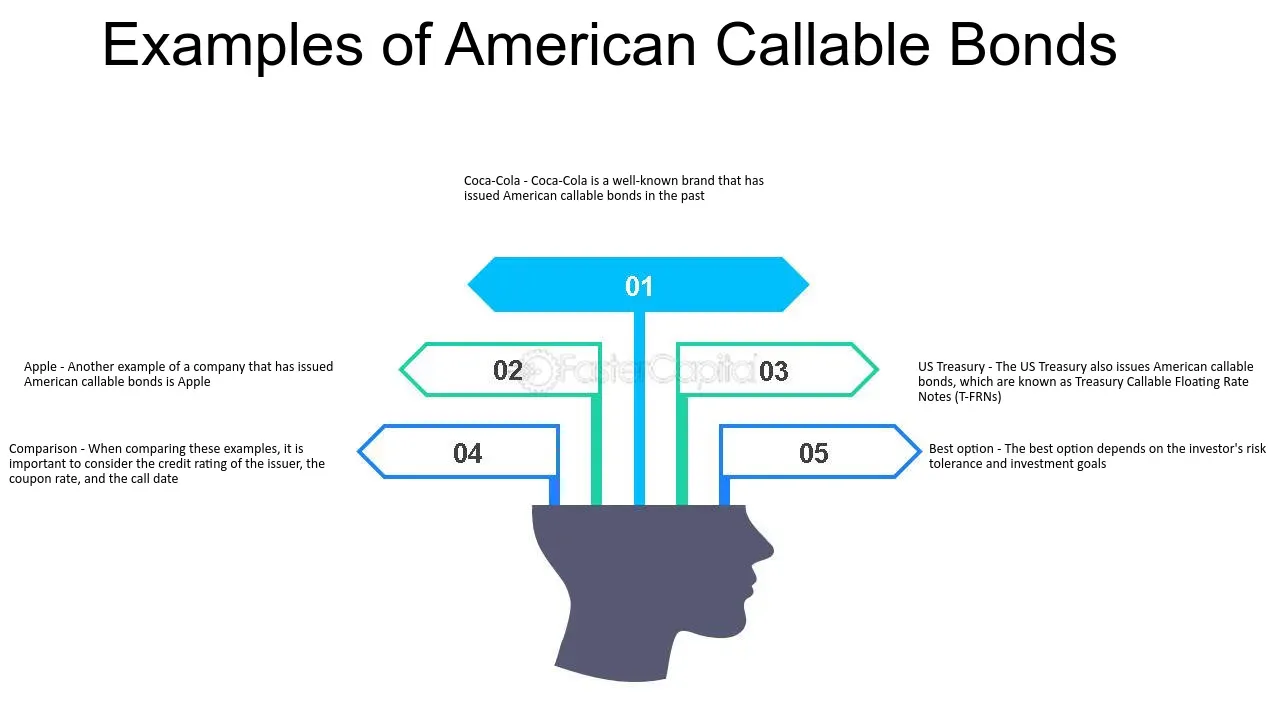 Examples of American Callable Bonds
Coca-Cola - Coca-Cola is a well-known brand that has
issued American callable bonds in the past
01
Apple - Another example of a company that has issued
American callable bonds is Apple
02
FasterCapital
03
US Treasury - The US Treasury also issues American callable
bonds, which are known as Treasury Callable Floating Rate
Notes (T-FRNs)
Comparison - When comparing these examples, it is
important to consider the credit rating of the issuer, the
coupon rate, and the call date
04
05
Best option - The best option depends on the investor's risk
tolerance and investment goals